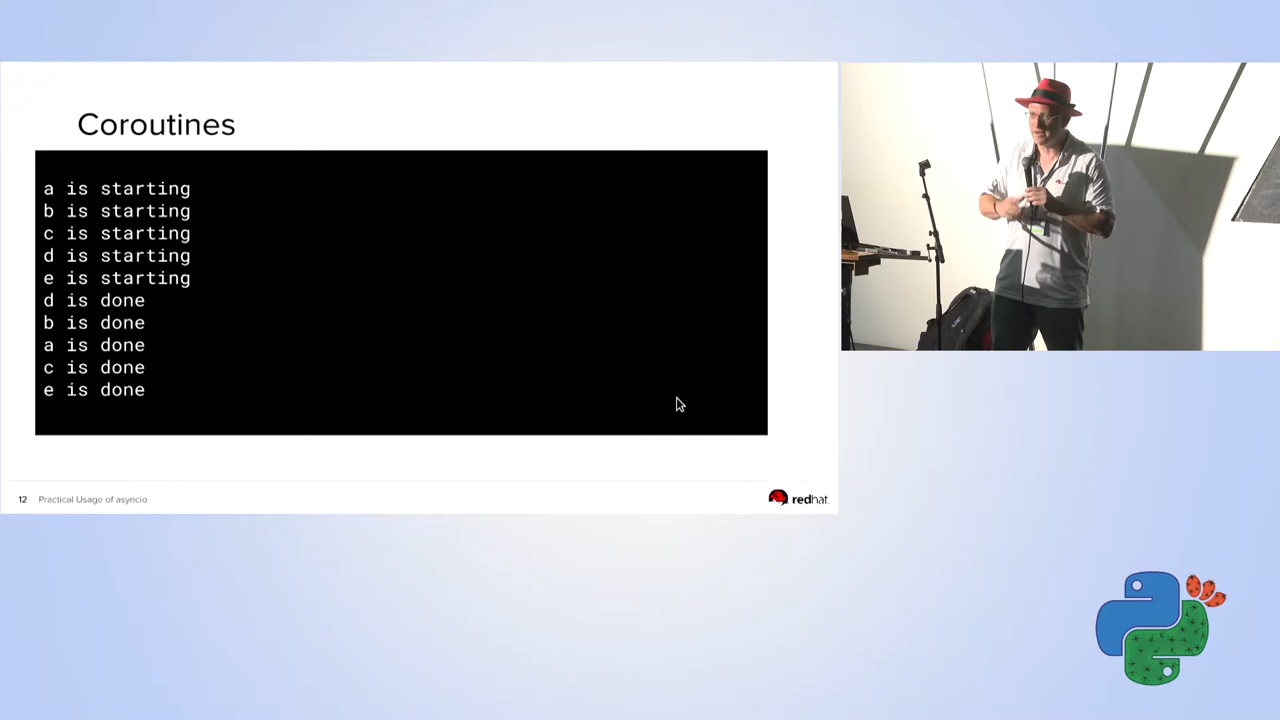 Coroutines
a is starting
b is starting
c is starting
d is starting
e is starting
d is done
b is done
a is done
c is done
e is done
12 Practical Usage of asyncio
redhat.